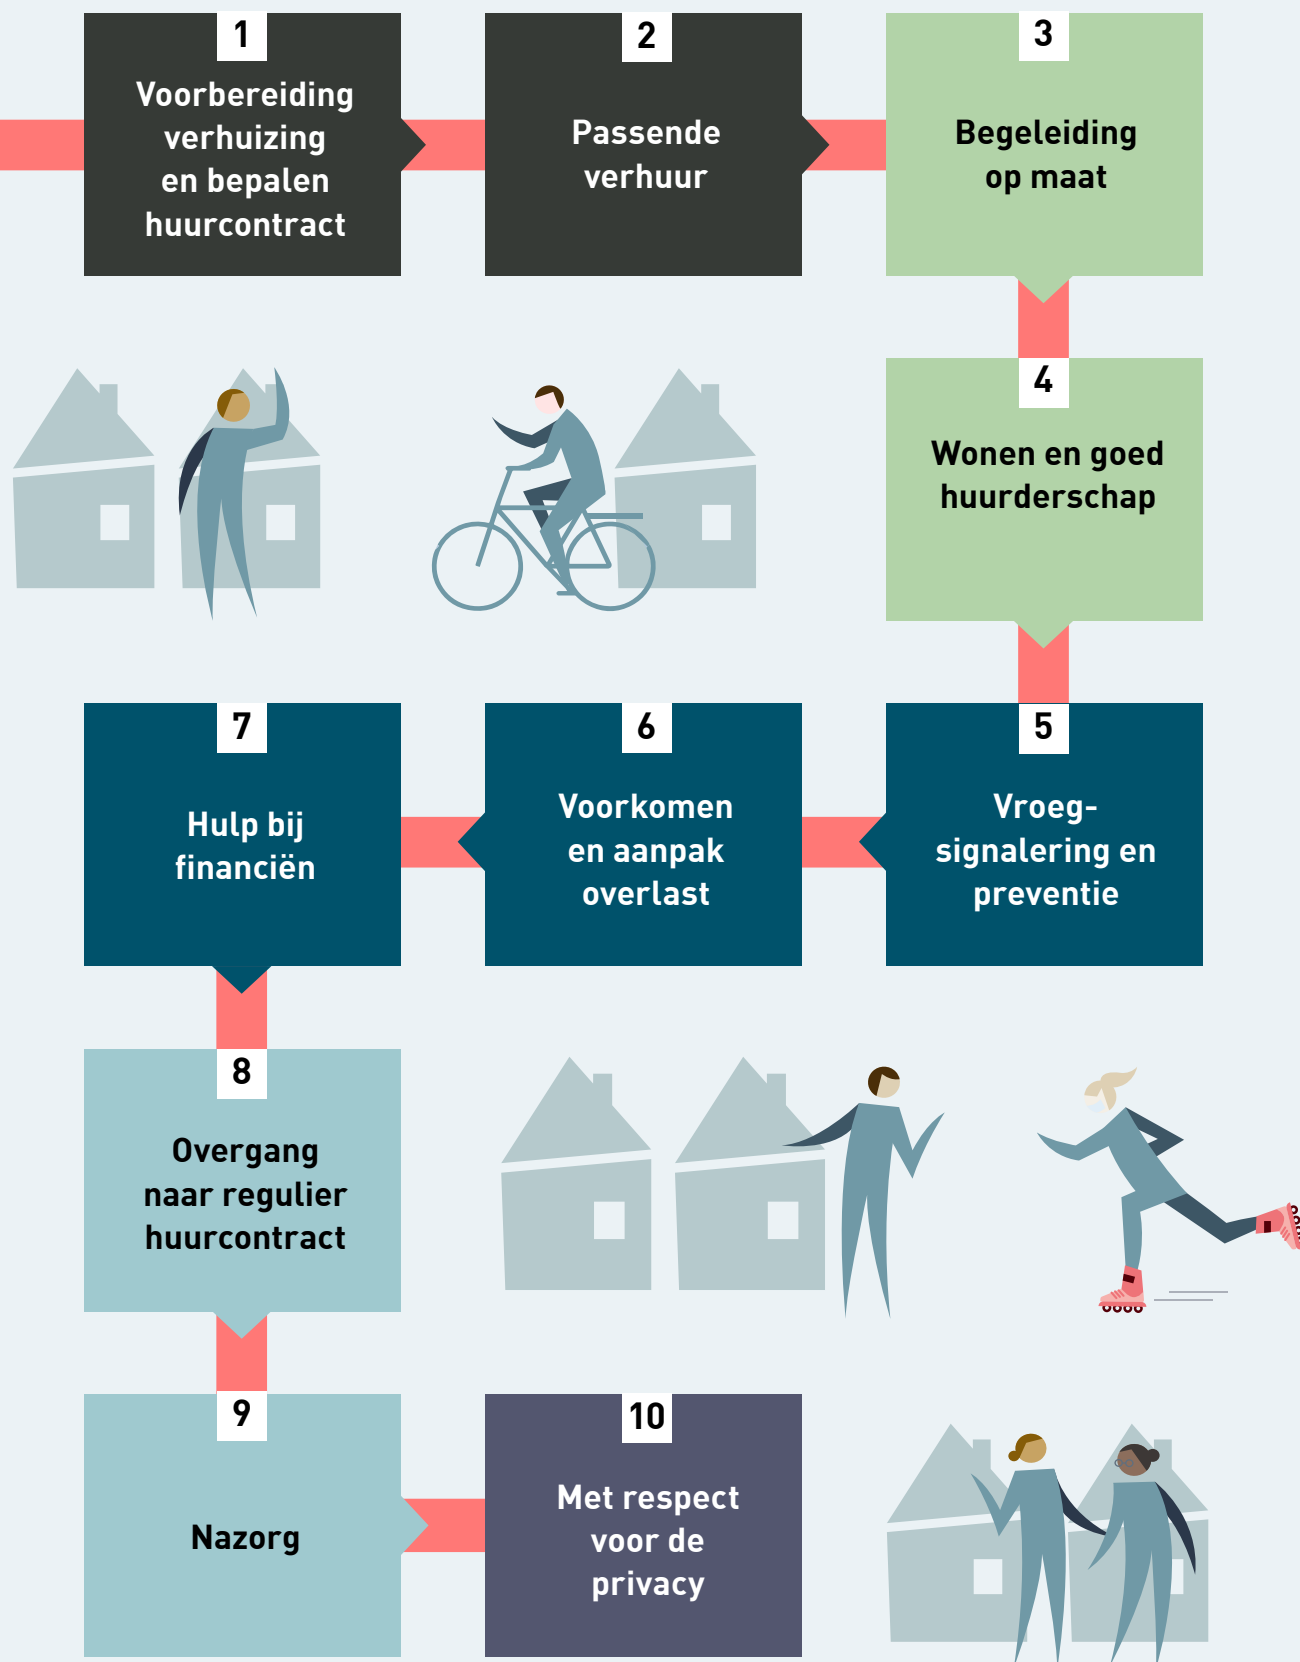 1
Voorbereiding
verhuizing
en bepalen
huurcontract
2
Passende
verhuur
3
Begeleiding
op maat
4
Wonen en goed
huurderschap
5
Vroeg-
signalering en
preventie
6
Voorkomen
en aanpak
overlast
7
Hulp bij
financiën
8
Overgang
naar regulier
huurcontract
9
Nazorg
10
Met respect
voor de
privacy